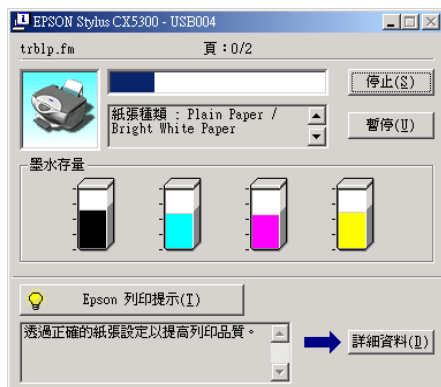 EPSON Stylus CX5300 - USB004
trblp.fm 頁：0/2
停止(S)
紙張種類 : Plain Paper /
Bright White Paper
暫停(U)
墨水存量
Epson 列印提示(T)
透過正確的紙張設定以提高列印品質。
詳細資料(D)